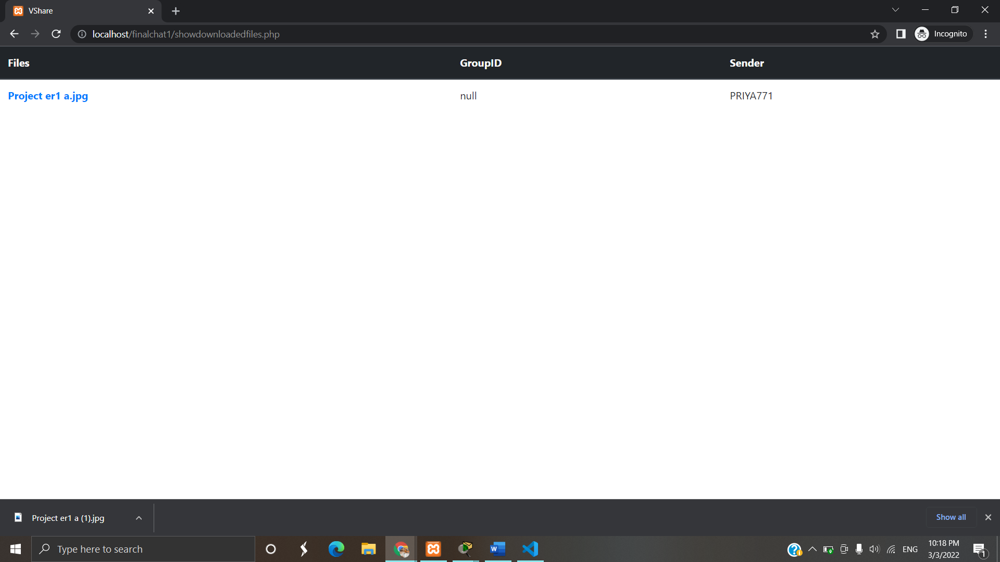 VShare
localhost/finalchat1/showdownloadedfiles.php
Incognito
Files GroupID Sender
Project er1 a.jpg null PRIYA771
Project er1 a (1).jpg
Show all
Type here to search
ENG
10:18 PM
3/3/2022
1